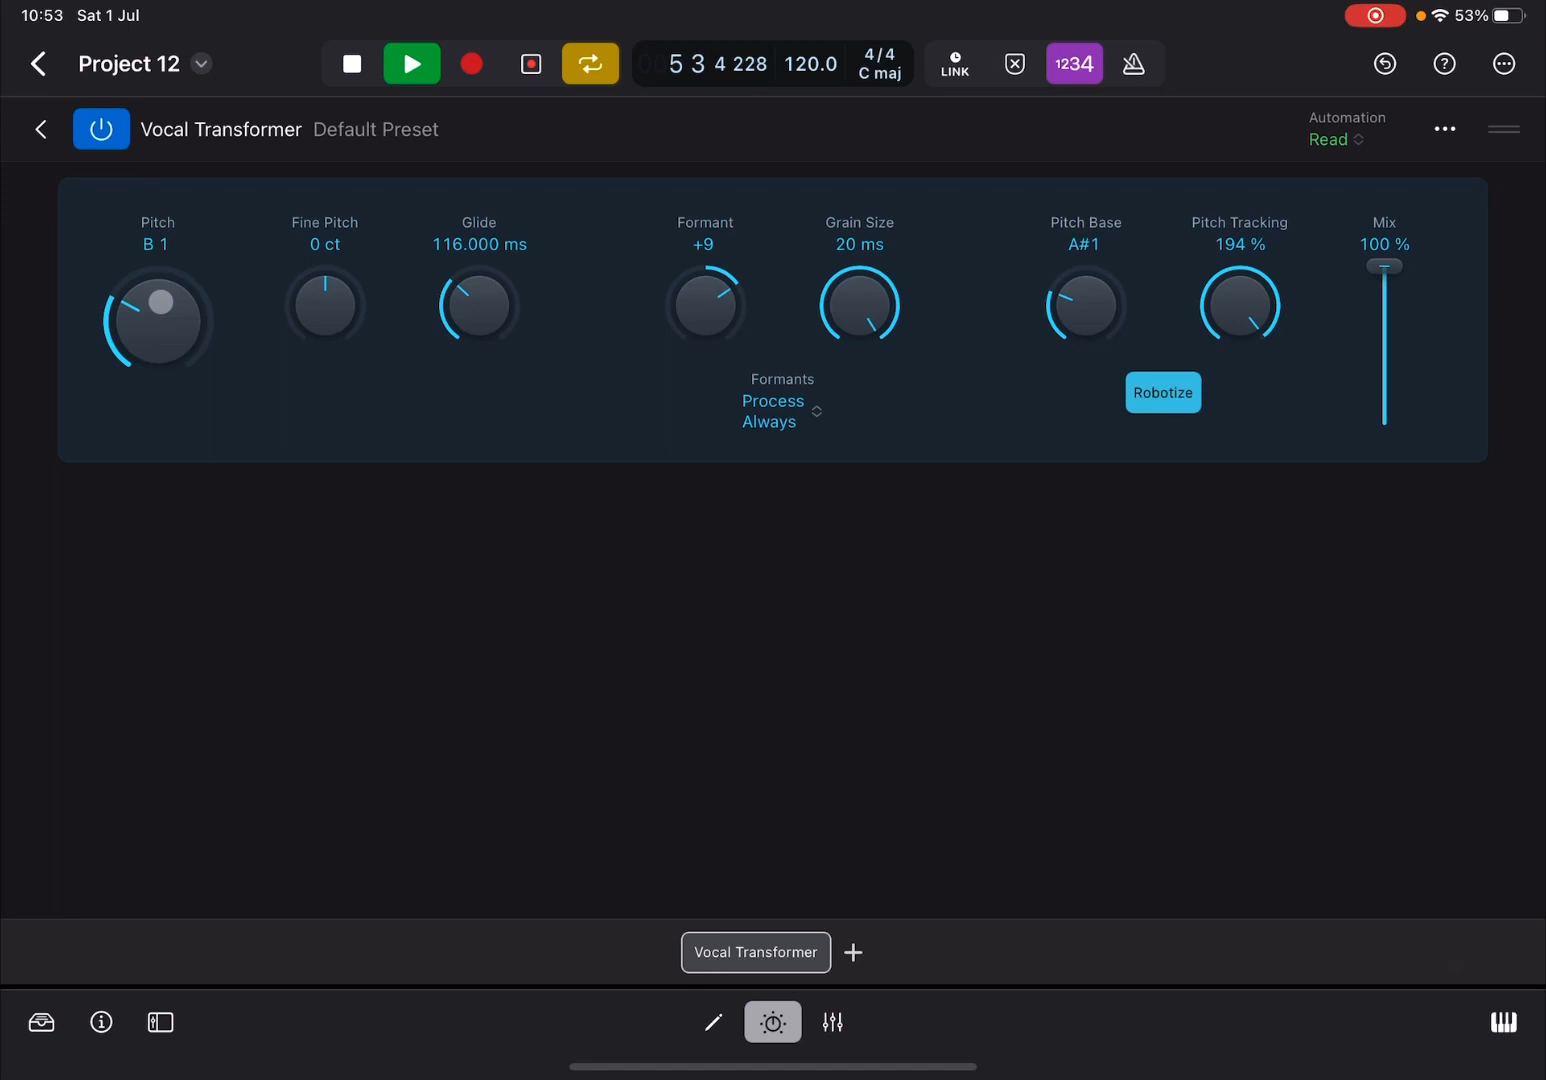 10:53 Sat 1 Jul
53%
Project 12
5 3 4 228 120.0 4/4
C maj
LINK
1234
Vocal Transformer Default Preset
Automation
Read
Pitch Fine Pitch Glide Formant Grain Size Pitch Base Pitch Tracking Mix
B 1 0 ct 116.000 ms +9 20 ms A#1 194 % 100 %
Formants
Process
Always
Robotize
Vocal Transformer